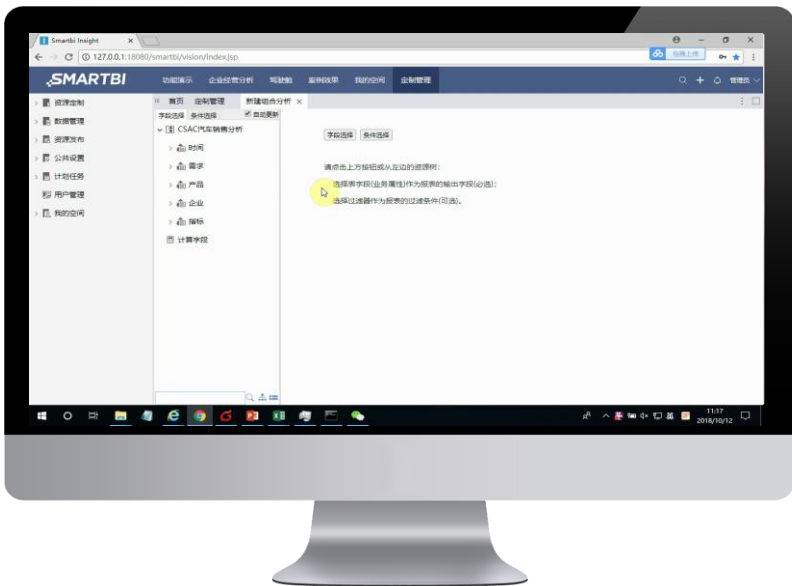 Smartbi Insight
127.0.0.1:18080/smartbi/vision/index.jsp
拖拽上传
SMARTBI
功能演示 企业经营分析 驾驶舱 案例效果 我的空间 定制管理
管理员
资源定制
数据管理
资源发布
公共设置
计划任务
用户管理
我的空间
首页 定制管理 新建组合分析
字段选择 条件选择 自动更新
CSAC汽车销售分析
时间
需求
产品
企业
指标
计算字段
字段选择 条件选择
请点击上方按钮或从左边的资源树:
选择表字段(业务属性)作为报表的输出字段(必选);
选择过滤器作为报表的过滤条件(可选)。
英
11:17
2018/10/12